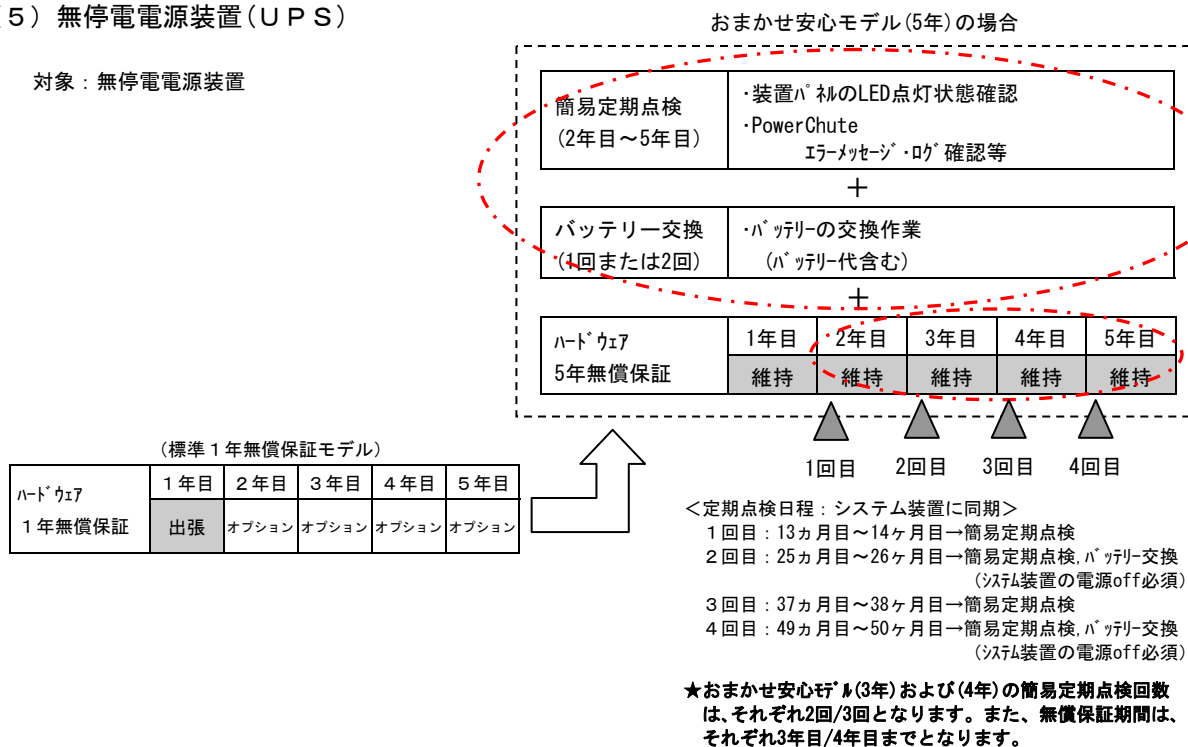 ５）無停電電源装置(ＵＰＳ)
対象：無停電電源装置
おまかせ安心モデル(5年)の場合
簡易定期点検
(2年目～5年目)
･装置ﾊﾟﾈﾙのLED点灯状態確認
･PowerChute
ｴﾗｰﾒｯｾｰｼﾞ･ﾛｸﾞ確認等
＋
バッテリー交換
(1回または2回)
･ﾊﾞｯﾃﾘｰの交換作業
(ﾊﾞｯﾃﾘｰ代含む)
＋
ﾊｰﾄﾞｳｪｱ
5年無償保証
1年目 2年目 3年目 4年目 5年目
維持 維持 維持 維持 維持
1回目 2回目 3回目 4回目
(標準１年無償保証モデル)
ﾊｰﾄﾞｳｪｱ
１年無償保証
１年目 ２年目 ３年目 ４年目 ５年目
出張 オプション オプション オプション オプション
＜定期点検日程：システム装置に同期＞
１回目：13ヵ月目～14ヶ月目→簡易定期点検
２回目：25ヵ月目～26ヶ月目→簡易定期点検,ﾊﾞｯﾃﾘｰ交換
(ｼｽﾃﾑ装置の電源off必須)
３回目：37ヵ月目～38ヶ月目→簡易定期点検
４回目：49ヵ月目～50ヶ月目→簡易定期点検,ﾊﾞｯﾃﾘｰ交換
(ｼｽﾃﾑ装置の電源off必須)
★おまかせ安心ﾓﾃﾞﾙ(3年)および(4年)の簡易定期点検回数
は､それぞれ2回/3回となります。また、無償保証期間は、
それぞれ3年目/4年目までとなります。